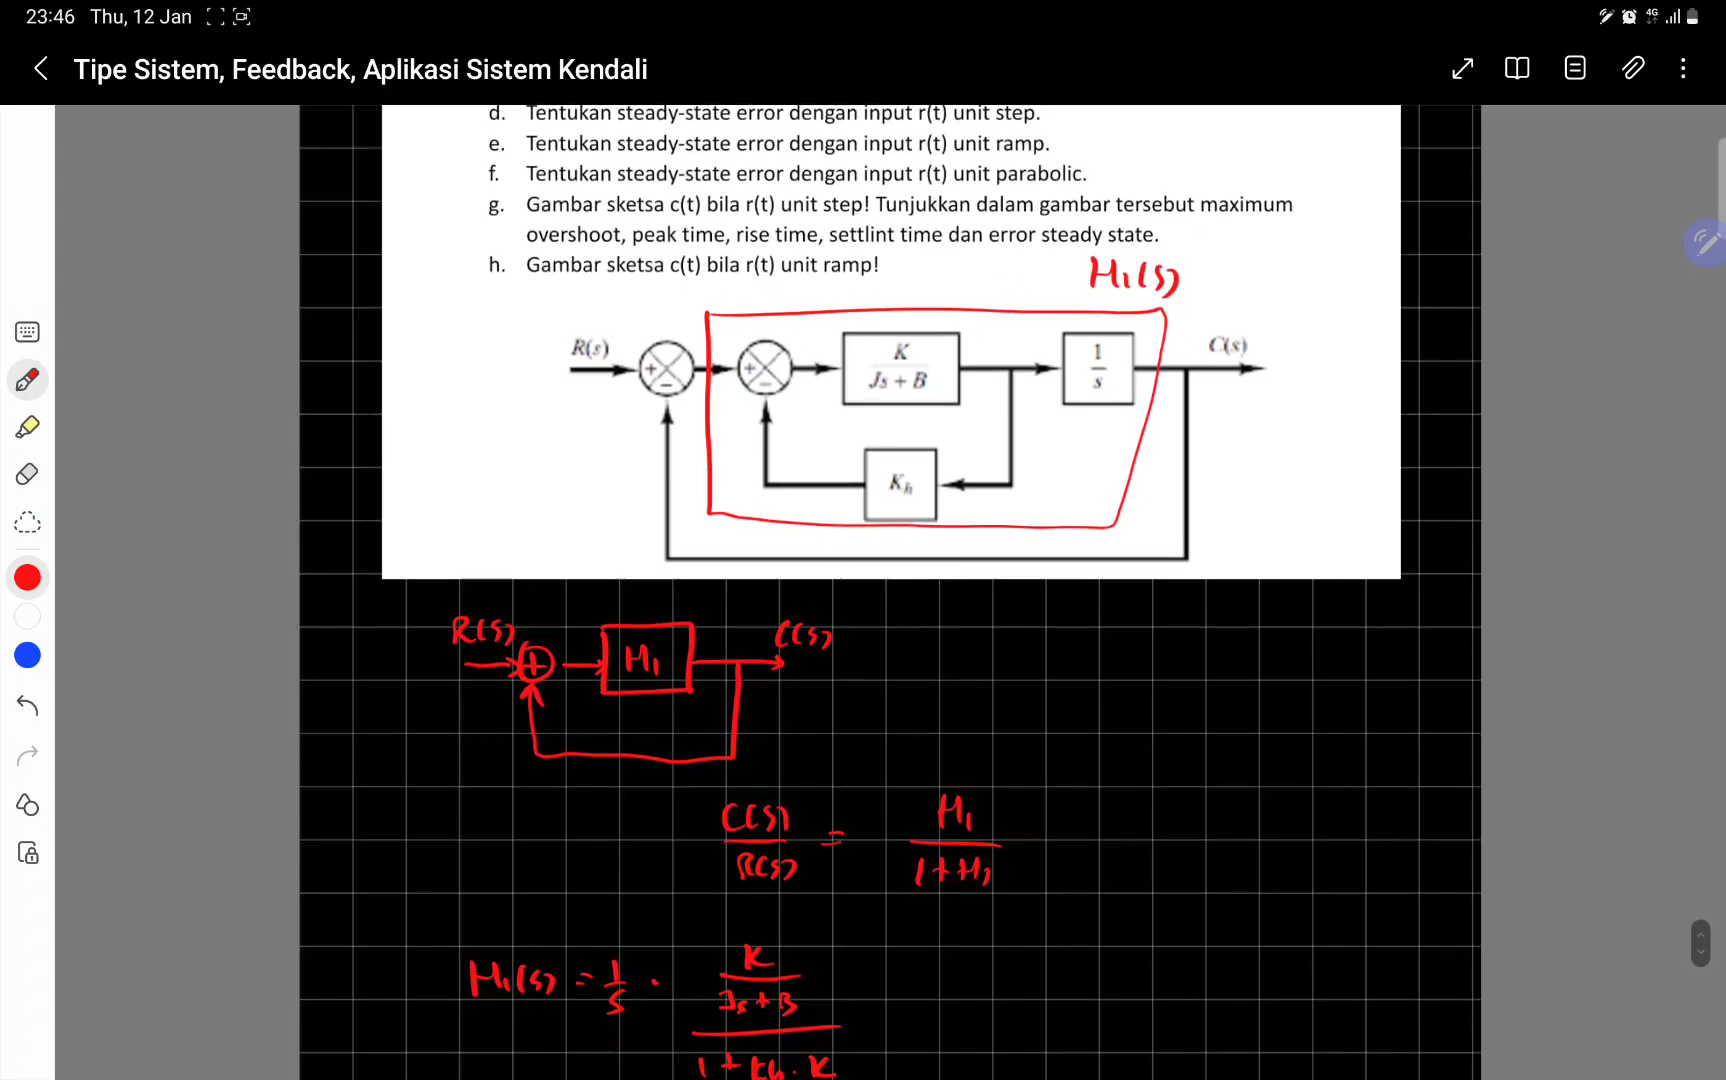 23:46 Thu, 12 Jan
4G
Tipe Sistem, Feedback, Aplikasi Sistem Kendali
d. Tentukan steady-state error dengan input r(t) unit step.
e. Tentukan steady-state error dengan input r(t) unit ramp.
f. Tentukan steady-state error dengan input r(t) unit parabolic.
g. Gambar sketsa c(t) bila r(t) unit step! Tunjukkan dalam gambar tersebut maximum
overshoot, peak time, rise time, settlint time dan error steady state.
h. Gambar sketsa c(t) bila r(t) unit ramp!
H₁(s)
R(s)
+
−
+
−
K
Js + B
1
s
C(s)
Kₕ
R(s)
+
H₁
C(s)
C(s)
R(s)
=
H₁
1 + H₁
H₁(s) = 1
s
·
K
Js + B
1 + Kh . K